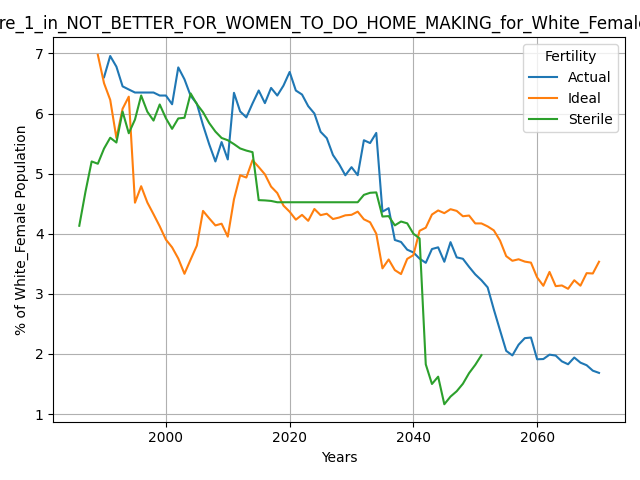 re_1_in_NOT_BETTER_FOR_WOMEN_TO_DO_HOME_MAKING_for_White_Female
Fertility
Actual
Ideal
Sterile
% of White_Female Population
7
6
5
4
3
2
1
2000 2020 2040 2060
Years